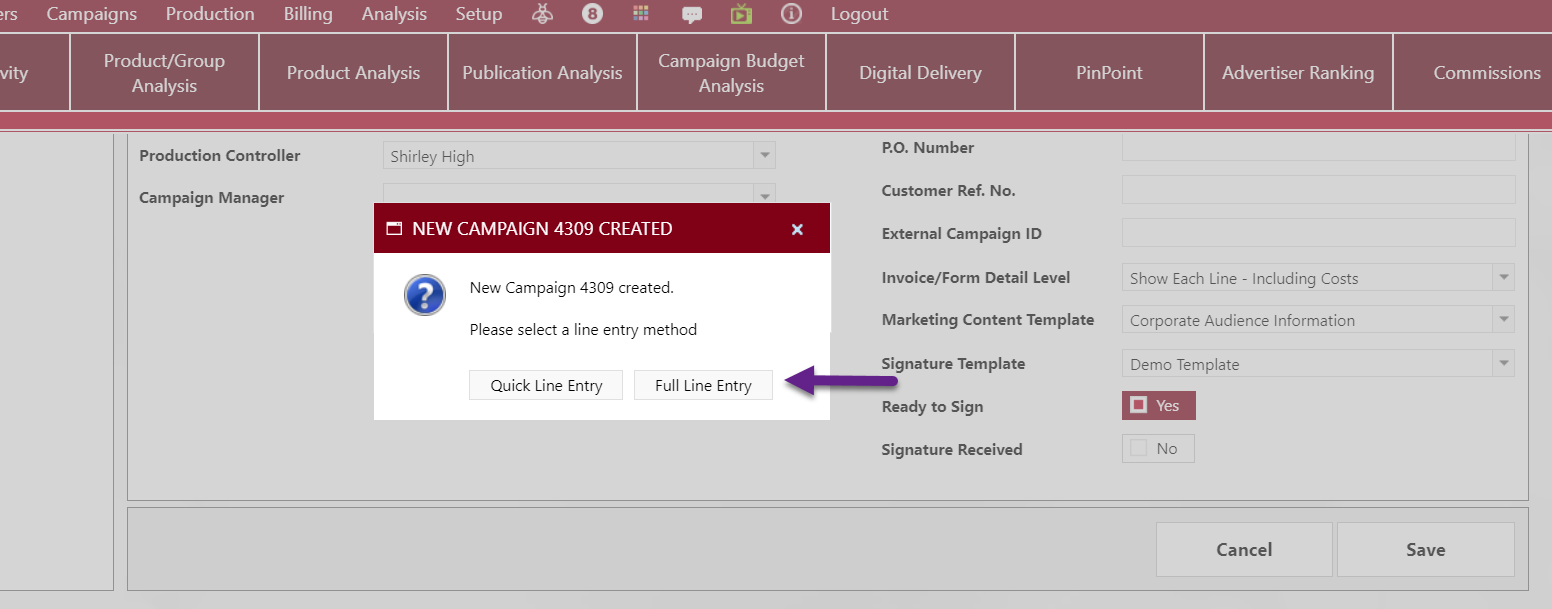 ers Campaigns Production Billing Analysis Setup 8 Logout
vity
Product/Group
Analysis
Product Analysis
Publication Analysis
Campaign Budget
Analysis
Digital Delivery
PinPoint
Advertiser Ranking
Commissions
Production Controller
Shirley High
Campaign Manager
P.O. Number
Customer Ref. No.
External Campaign ID
Invoice/Form Detail Level
Show Each Line - Including Costs
Marketing Content Template
Corporate Audience Information
Signature Template
Demo Template
Ready to Sign
Yes
Signature Received
No
NEW CAMPAIGN 4309 CREATED
New Campaign 4309 created.
Please select a line entry method
Quick Line Entry
Full Line Entry
Cancel
Save